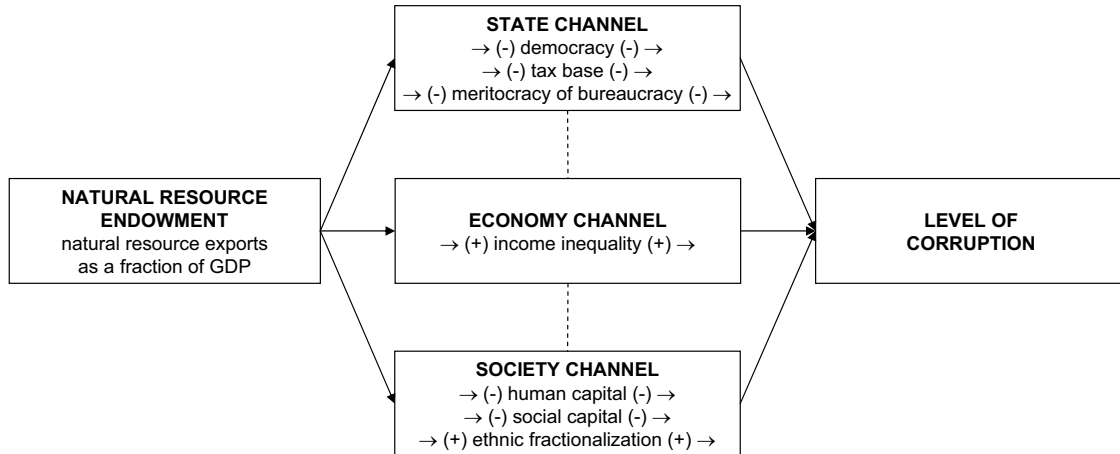 STATE CHANNEL
→ (-) democracy (-) →
→ (-) tax base (-) →
→ (-) meritocracy of bureaucracy (-) →
NATURAL RESOURCE
ENDOWMENT
natural resource exports
as a fraction of GDP
ECONOMY CHANNEL
→ (+) income inequality (+) →
LEVEL OF
CORRUPTION
SOCIETY CHANNEL
→ (-) human capital (-) →
→ (-) social capital (-) →
→ (+) ethnic fractionalization (+) →